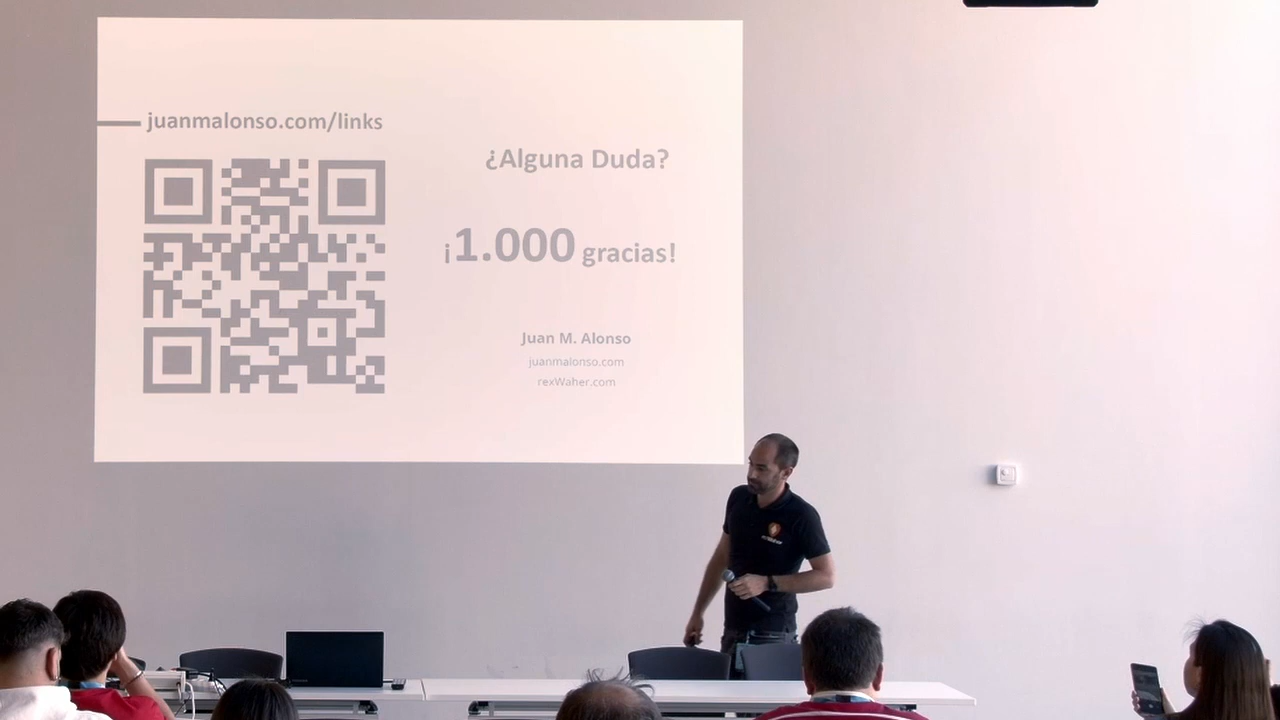 juanmalonso.com/links
¿Alguna Duda?
¡1.000 gracias!
Juan M. Alonso
juanmalonso.com
rexWaher.com